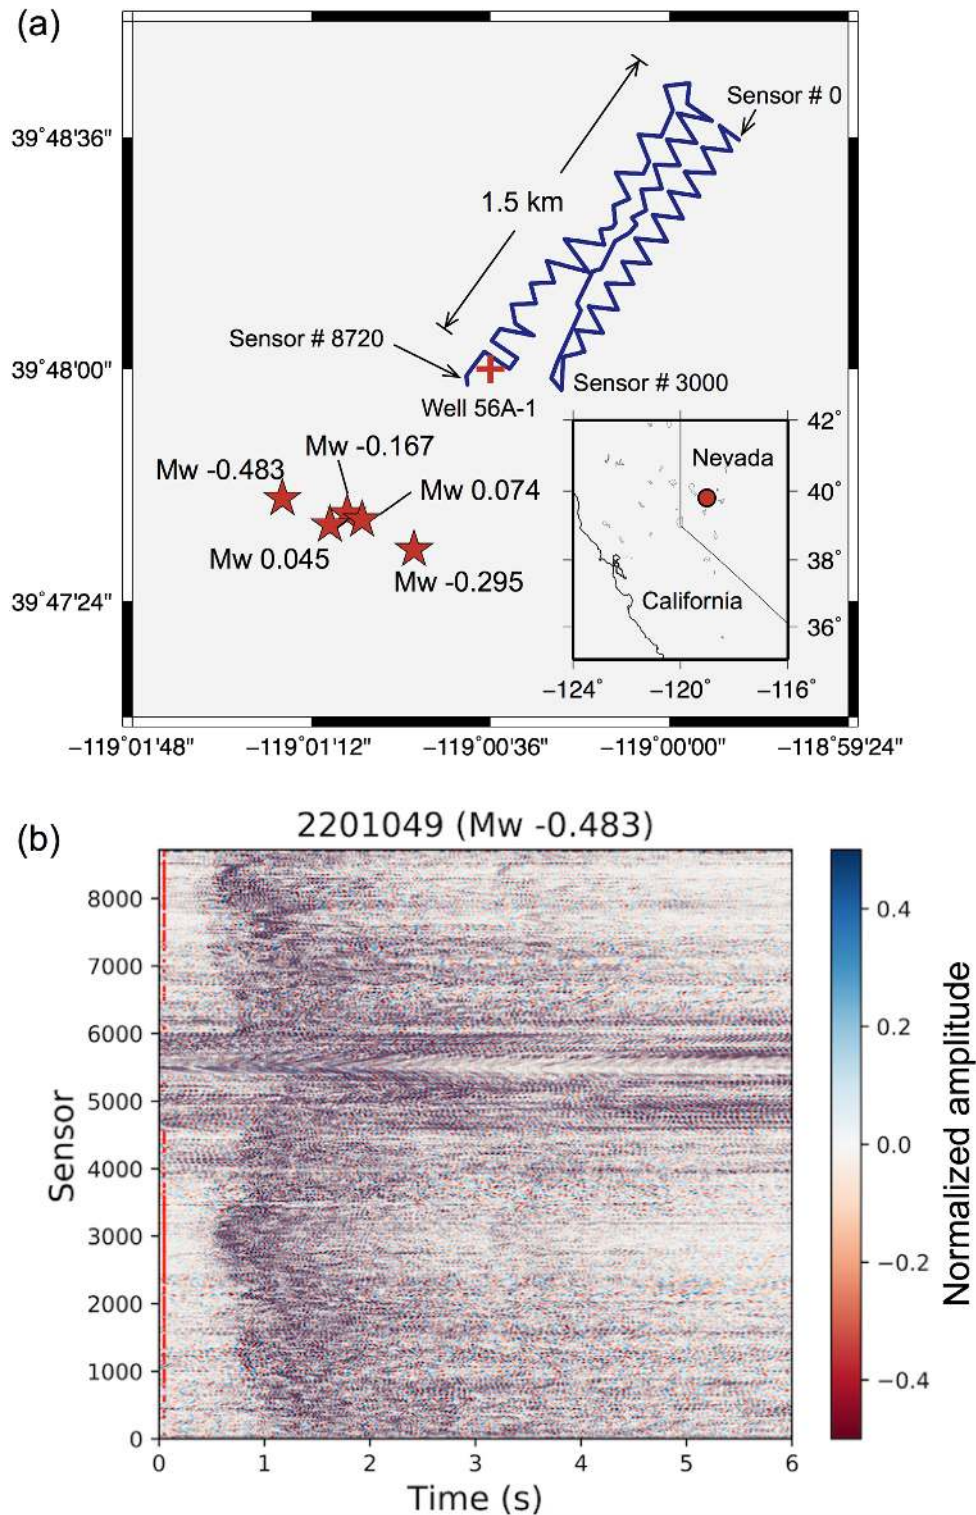 (a)
Sensor # 0
39°48'36"
1.5 km
Sensor # 8720
39°48'00"
Sensor # 3000
Well 56A-1
Mw -0.167
Mw -0.483
Mw 0.074
Mw 0.045
Mw -0.295
39°47'24"
42°
Nevada
40°
38°
California
36°
−124° −120° −116°
−119°01'48" −119°01'12" −119°00'36" −119°00'00" −118°59'24"
(b)
2201049 (Mw -0.483)
8000
7000
6000
5000
4000
3000
2000
1000
0
Sensor
0 1 2 3 4 5 6
Time (s)
0.4
0.2
0.0
−0.2
−0.4
Normalized amplitude